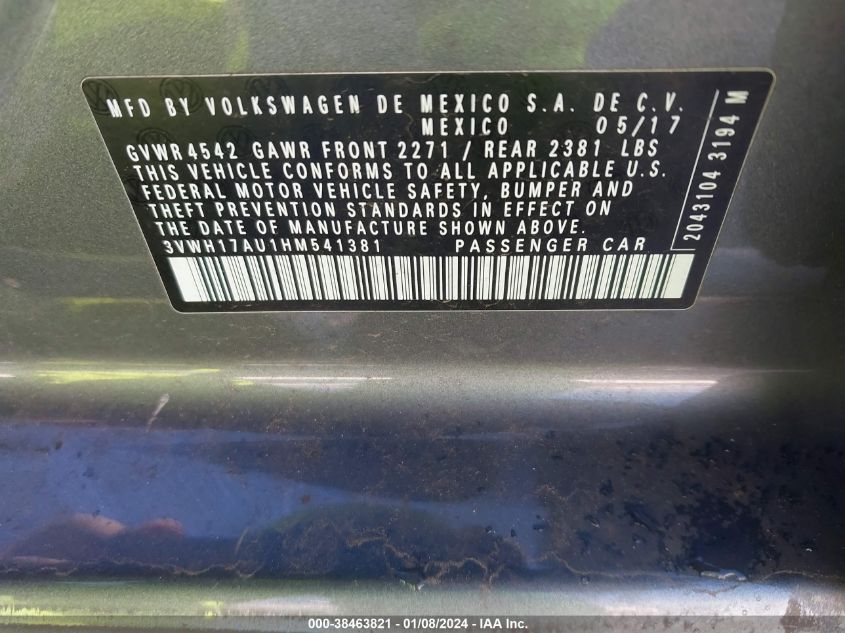 MFD BY VOLKSWAGEN DE MEXICO S.A. DE C.V.
MEXICO 05/17
GVWR 4542 GAWR FRONT 2271 / REAR 2381 LBS
THIS VEHICLE CONFORMS TO ALL APPLICABLE U.S.
FEDERAL MOTOR VEHICLE SAFETY, BUMPER AND
THEFT PREVENTION STANDARDS IN EFFECT ON
THE DATE OF MANUFACTURE SHOWN ABOVE.
3VWH17AU1HM541381 PASSENGER CAR
2043104 3194 M
000-38463821 / 01/08/2024 - IAA Inc.